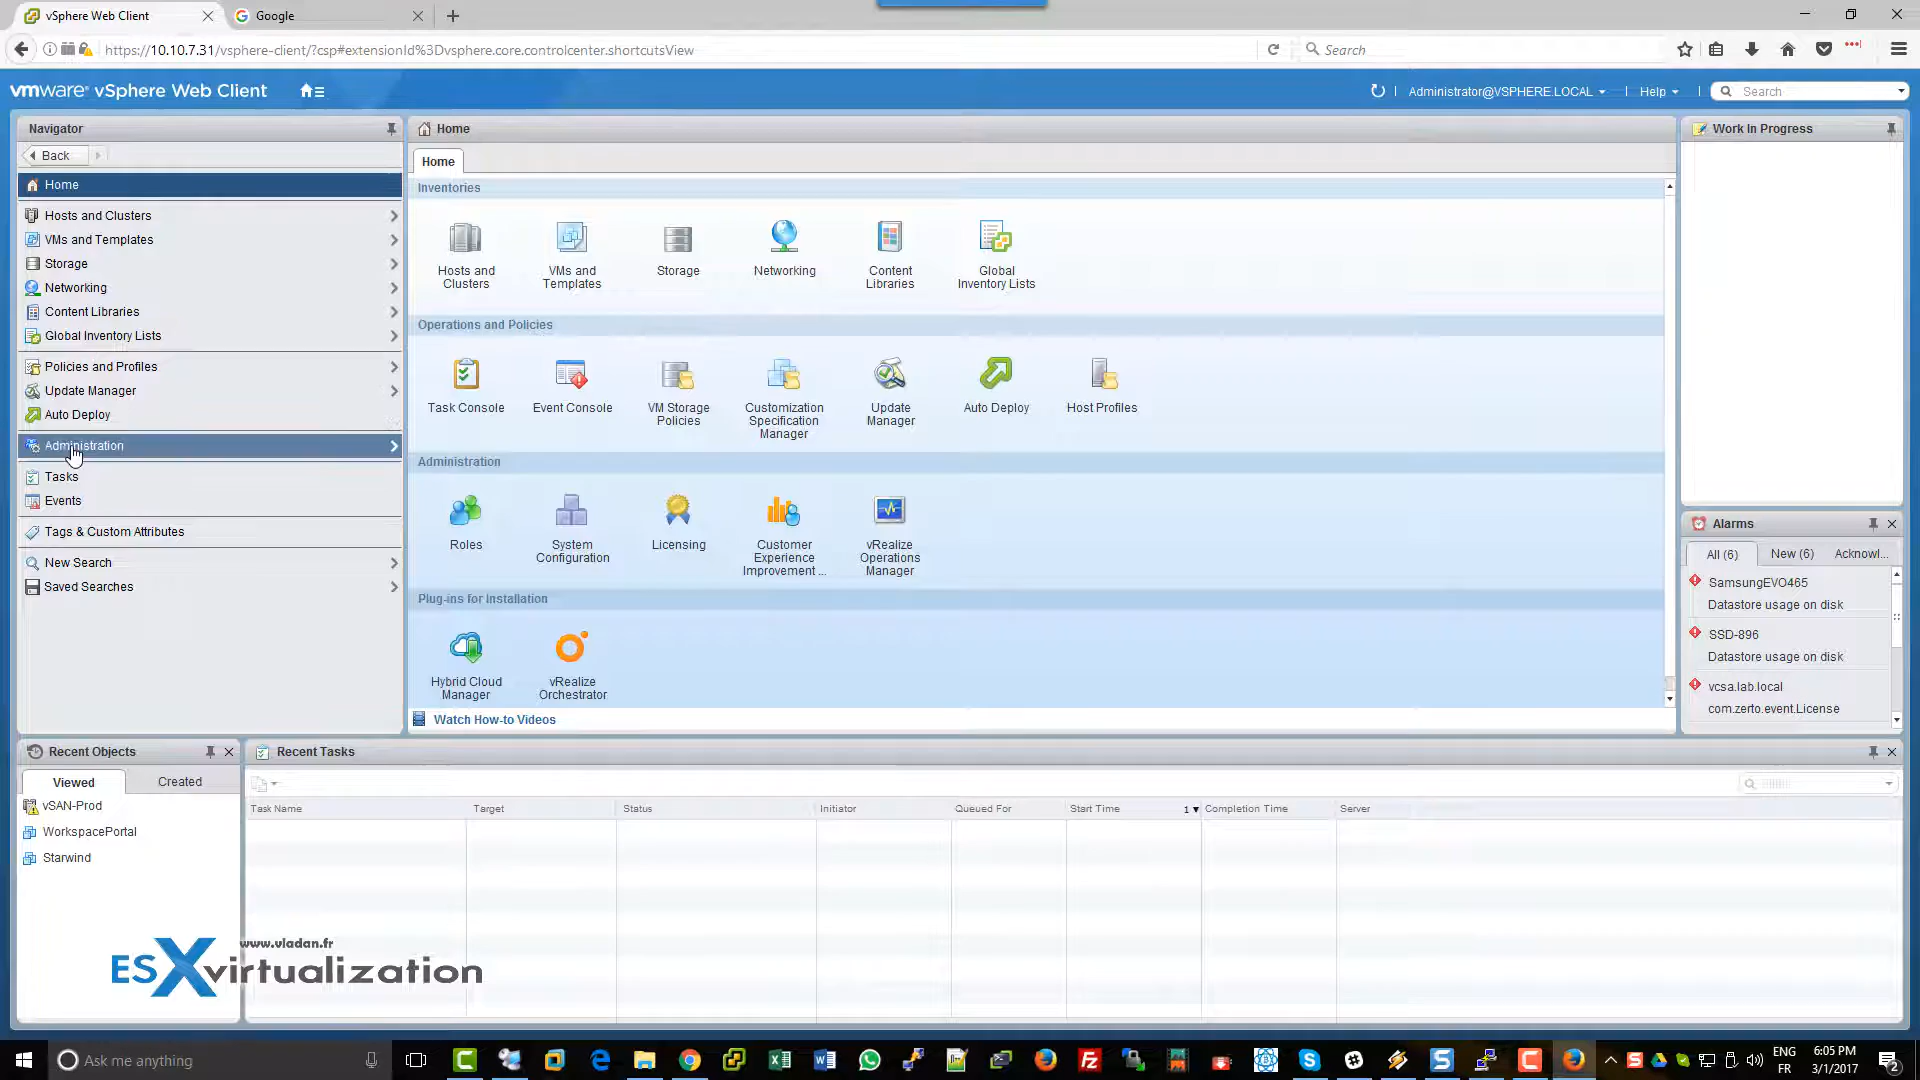 vSphere Web Client
Google
https://10.10.7.31/vsphere-client/?csp#extensionId%3Dvsphere.core.controlcenter.shortcutsView
Search
vmware® vSphere Web Client
Administrator@VSPHERE.LOCAL
Help
Search
Navigator
Back
Home
Hosts and Clusters
VMs and Templates
Storage
Networking
Content Libraries
Global Inventory Lists
Policies and Profiles
Update Manager
Auto Deploy
Administration
Tasks
Events
Tags & Custom Attributes
New Search
Saved Searches
Home
Home
Inventories
Hosts and
Clusters
VMs and
Templates
Storage
Networking
Content
Libraries
Global
Inventory Lists
Operations and Policies
Task Console
Event Console
VM Storage
Policies
Customization
Specification
Manager
Update
Manager
Auto Deploy
Host Profiles
Administration
Roles
System
Configuration
Licensing
Customer
Experience
Improvement ...
vRealize
Operations
Manager
Plug-ins for Installation
Hybrid Cloud
Manager
vRealize
Orchestrator
Watch How-to Videos
Work In Progress
Alarms
All (6)
New (6)
Acknowl...
SamsungEVO465
Datastore usage on disk
SSD-896
Datastore usage on disk
vcsa.lab.local
com.zerto.event.License
Recent Objects
Viewed
Created
vSAN-Prod
WorkspacePortal
Starwind
Recent Tasks
Task Name
Target
Status
Initiator
Queued For
Start Time
1
Completion Time
Server
www.vladan.fr
ESXvirtualization
Ask me anything
ENG
FR
6:05 PM
3/1/2017
2